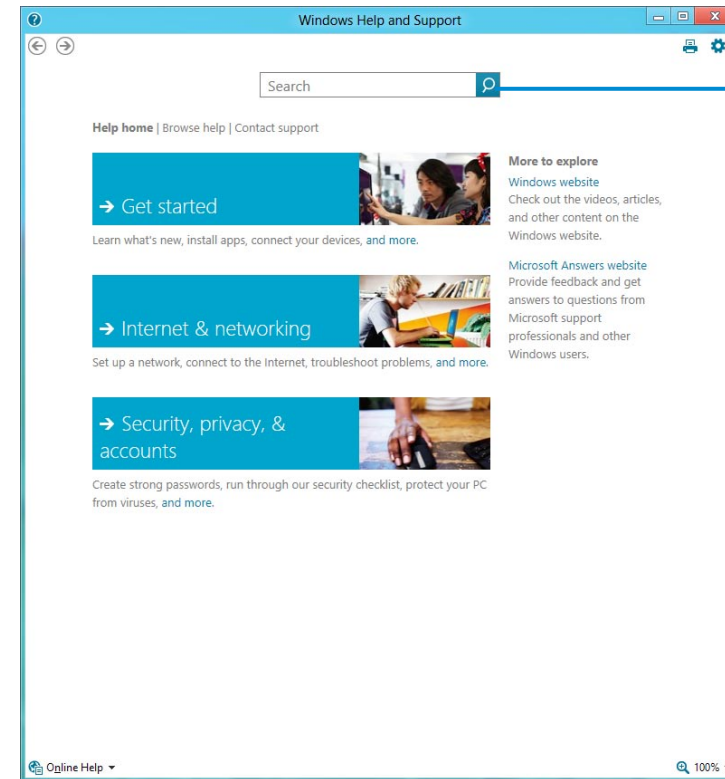 Windows Help and Support
Search
Help home | Browse help | Contact support
→ Get started
Learn what's new, install apps, connect your devices, and more.
→ Internet & networking
Set up a network, connect to the Internet, troubleshoot problems, and more.
→ Security, privacy, &
accounts
Create strong passwords, run through our security checklist, protect your PC
from viruses, and more.
More to explore
Windows website
Check out the videos, articles,
and other content on the
Windows website.
Microsoft Answers website
Provide feedback and get
answers to questions from
Microsoft support
professionals and other
Windows users.
Online Help
100%